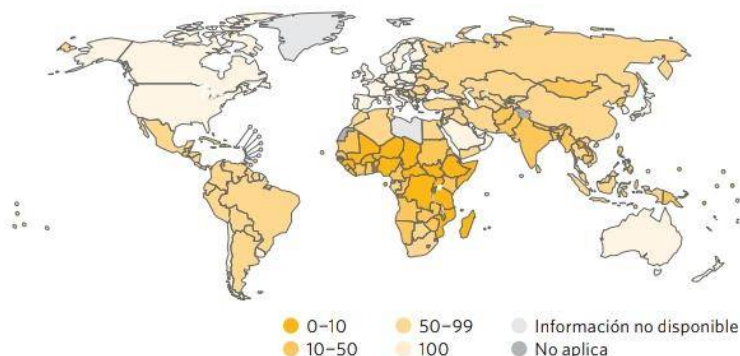 0–10 50–99 Información no disponible
10–50 100 No aplica